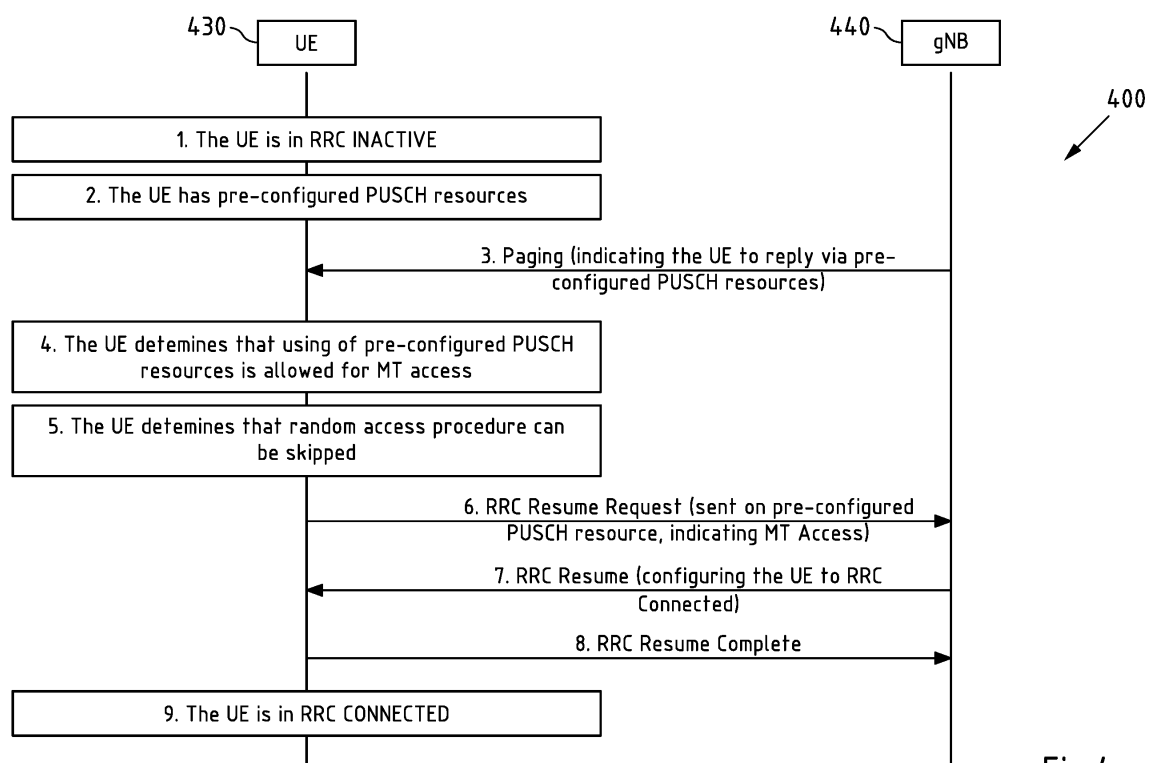 430
UE
440
gNB
400
1. The UE is in RRC INACTIVE
2. The UE has pre-configured PUSCH resources
3. Paging (indicating the UE to reply via pre-
configured PUSCH resources)
4. The UE detemines that using of pre-configured PUSCH
resources is allowed for MT access
5. The UE detemines that random access procedure can
be skipped
6. RRC Resume Request (sent on pre-configured
PUSCH resource, indicating MT Access)
7. RRC Resume (configuring the UE to RRC
Connected)
8. RRC Resume Complete
9. The UE is in RRC CONNECTED